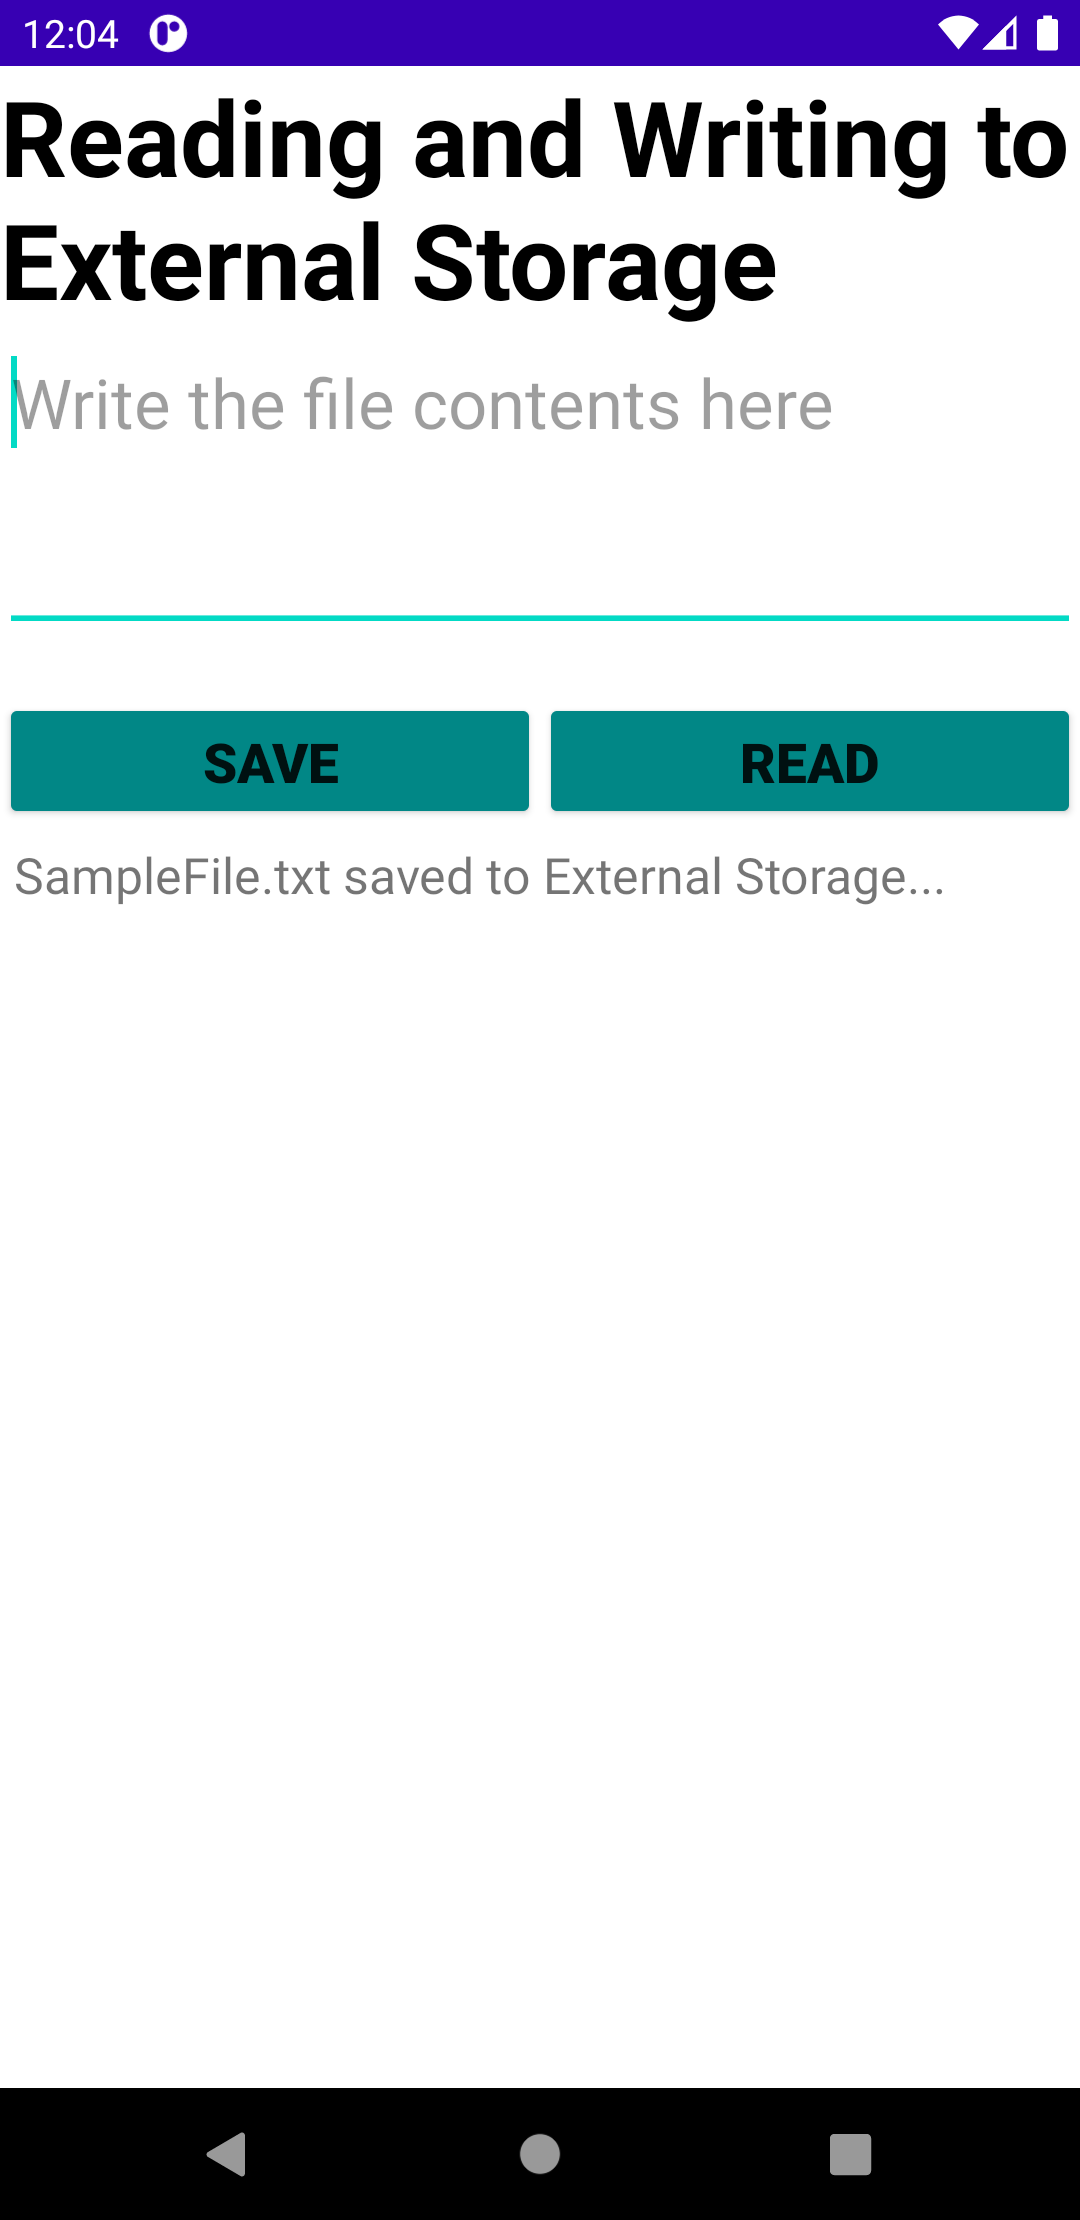 12:04
Reading and Writing to
External Storage
Write the file contents here
SAVE
READ
SampleFile.txt saved to External Storage...